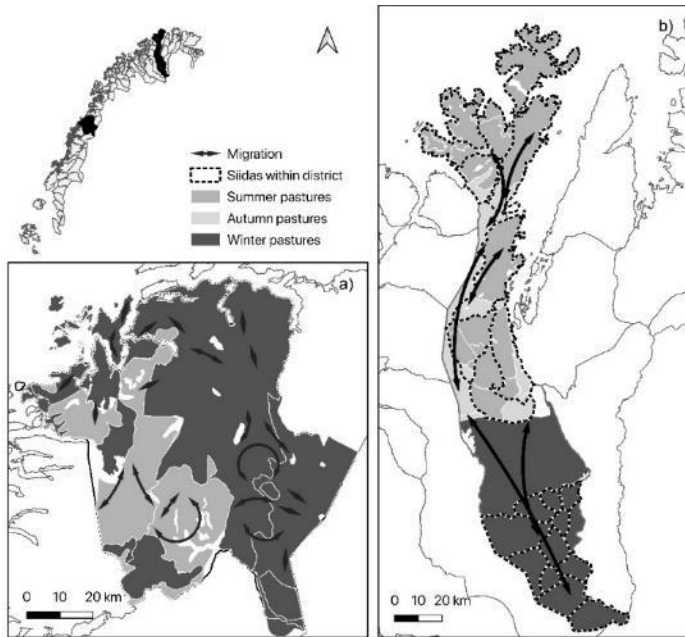 Migration
Siidas within district
Summer pastures
Autumn pastures
Winter pastures
a)
0 10 20 km
b)
0 10 20 km